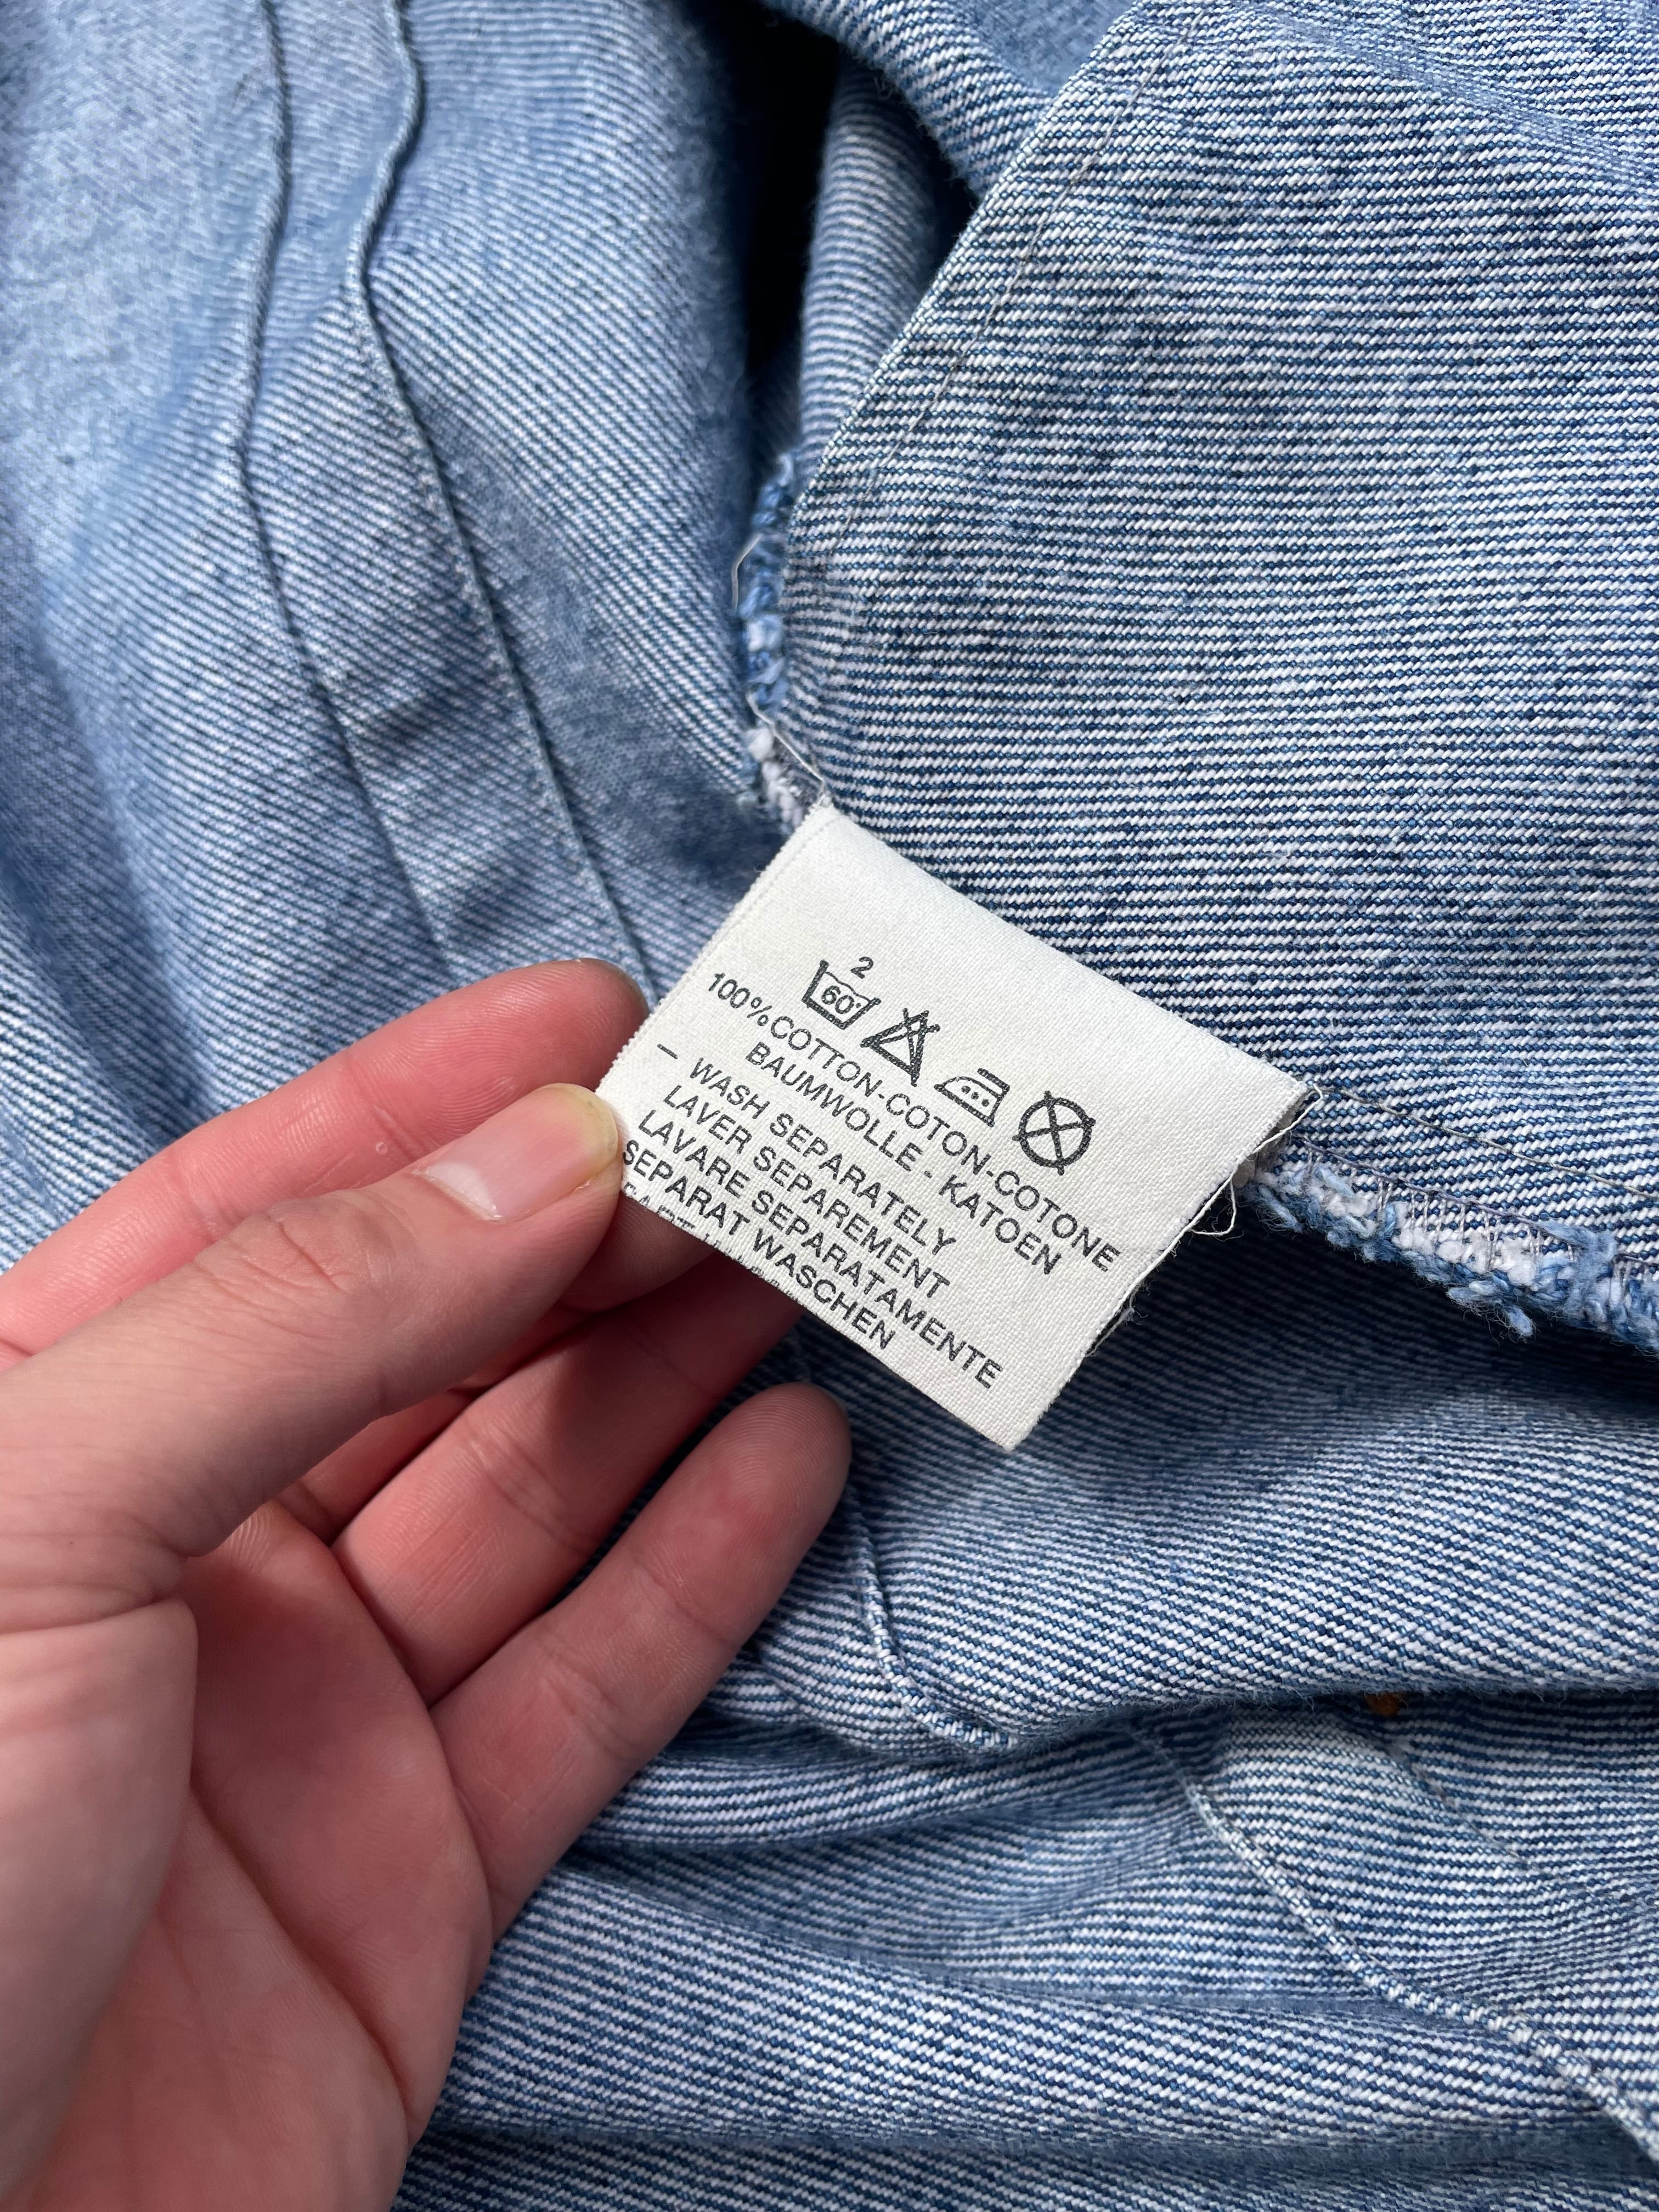 2
60°
100%COTTON-COTON-COTONE
BAUMWOLLE - KATOEN
– WASH SEPARATELY
LAVER SEPAREMENT
LAVARE SEPARATAMENTE
SEPARAT WASCHEN